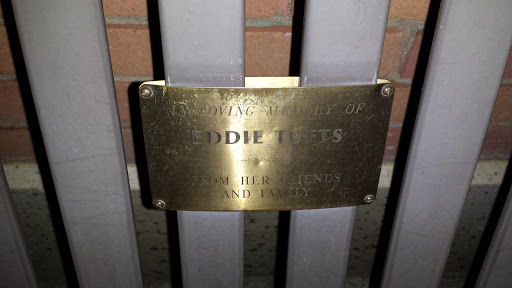 IN LOVING MEMORY OF
EDDIE TUFTS
FROM HER FRIENDS
AND FAMILY